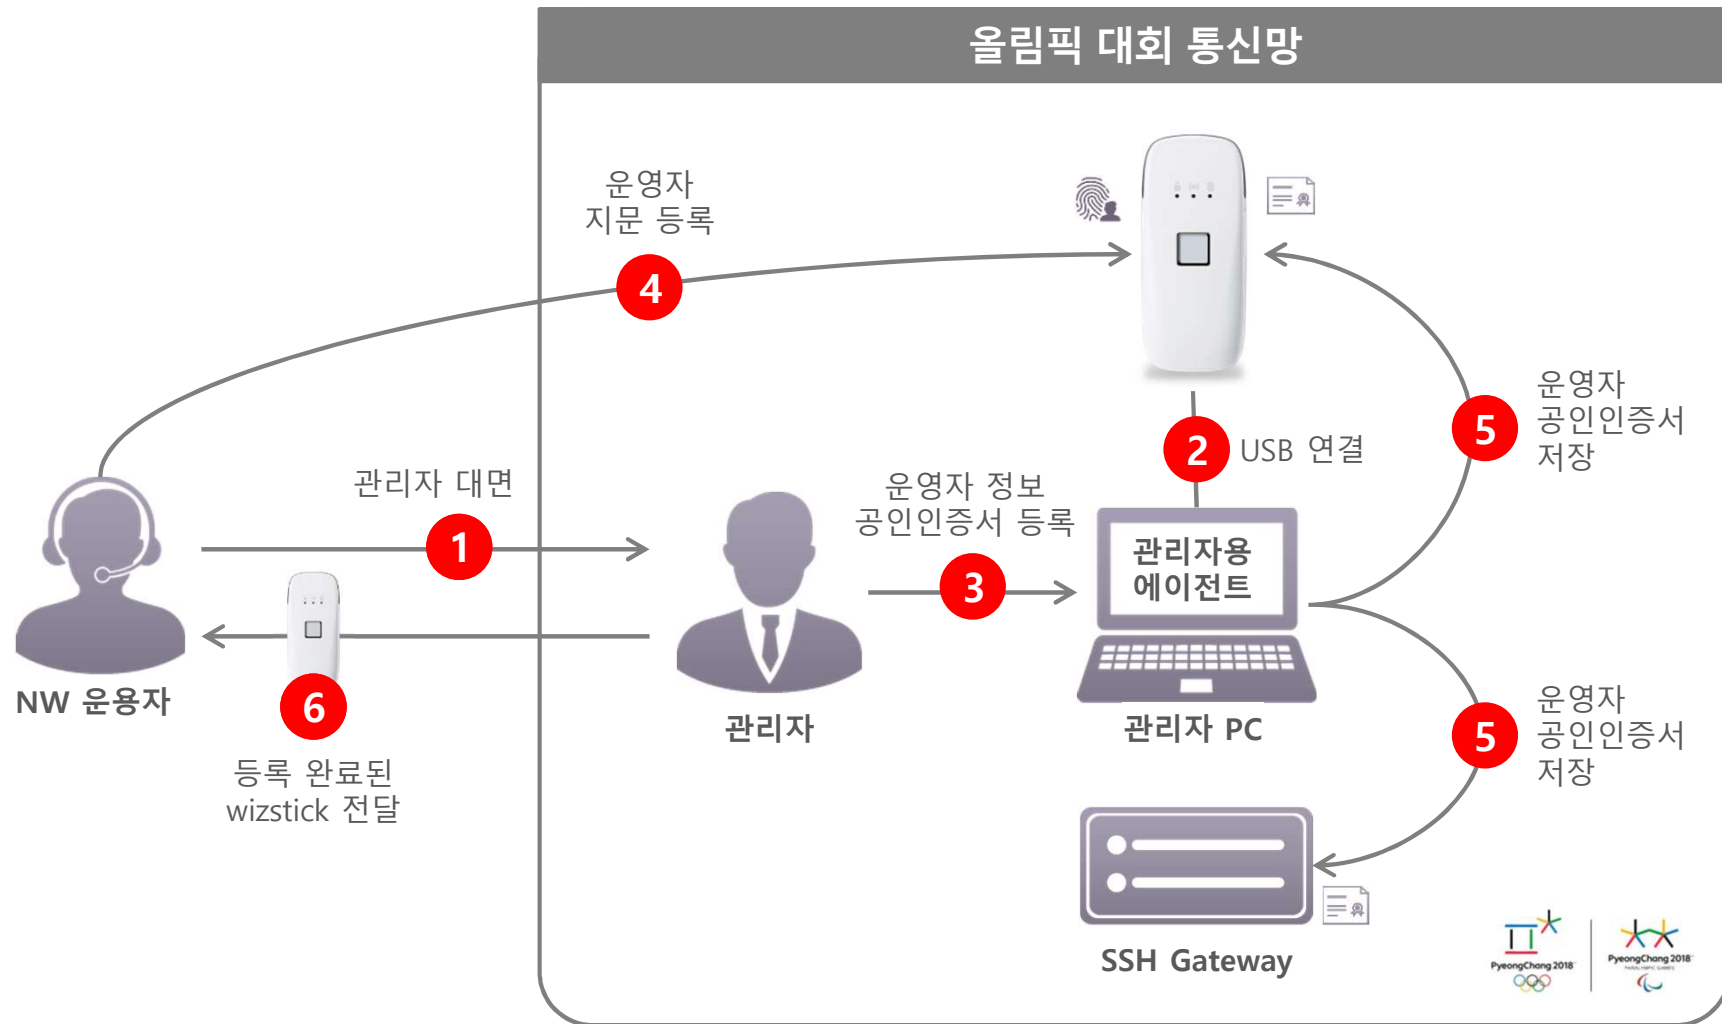 올림픽 대회 통신망
운영자
지문 등록
4
운영자
공인인증서
저장
5
2
USB 연결
관리자 대면
1
운영자 정보
공인인증서 등록
3
관리자용
에이전트
NW 운용자
6
등록 완료된
wizstick 전달
관리자
관리자 PC
운영자
공인인증서
저장
5
SSH Gateway
PyeongChang 2018
PyeongChang 2018
PARALYMPIC GAMES